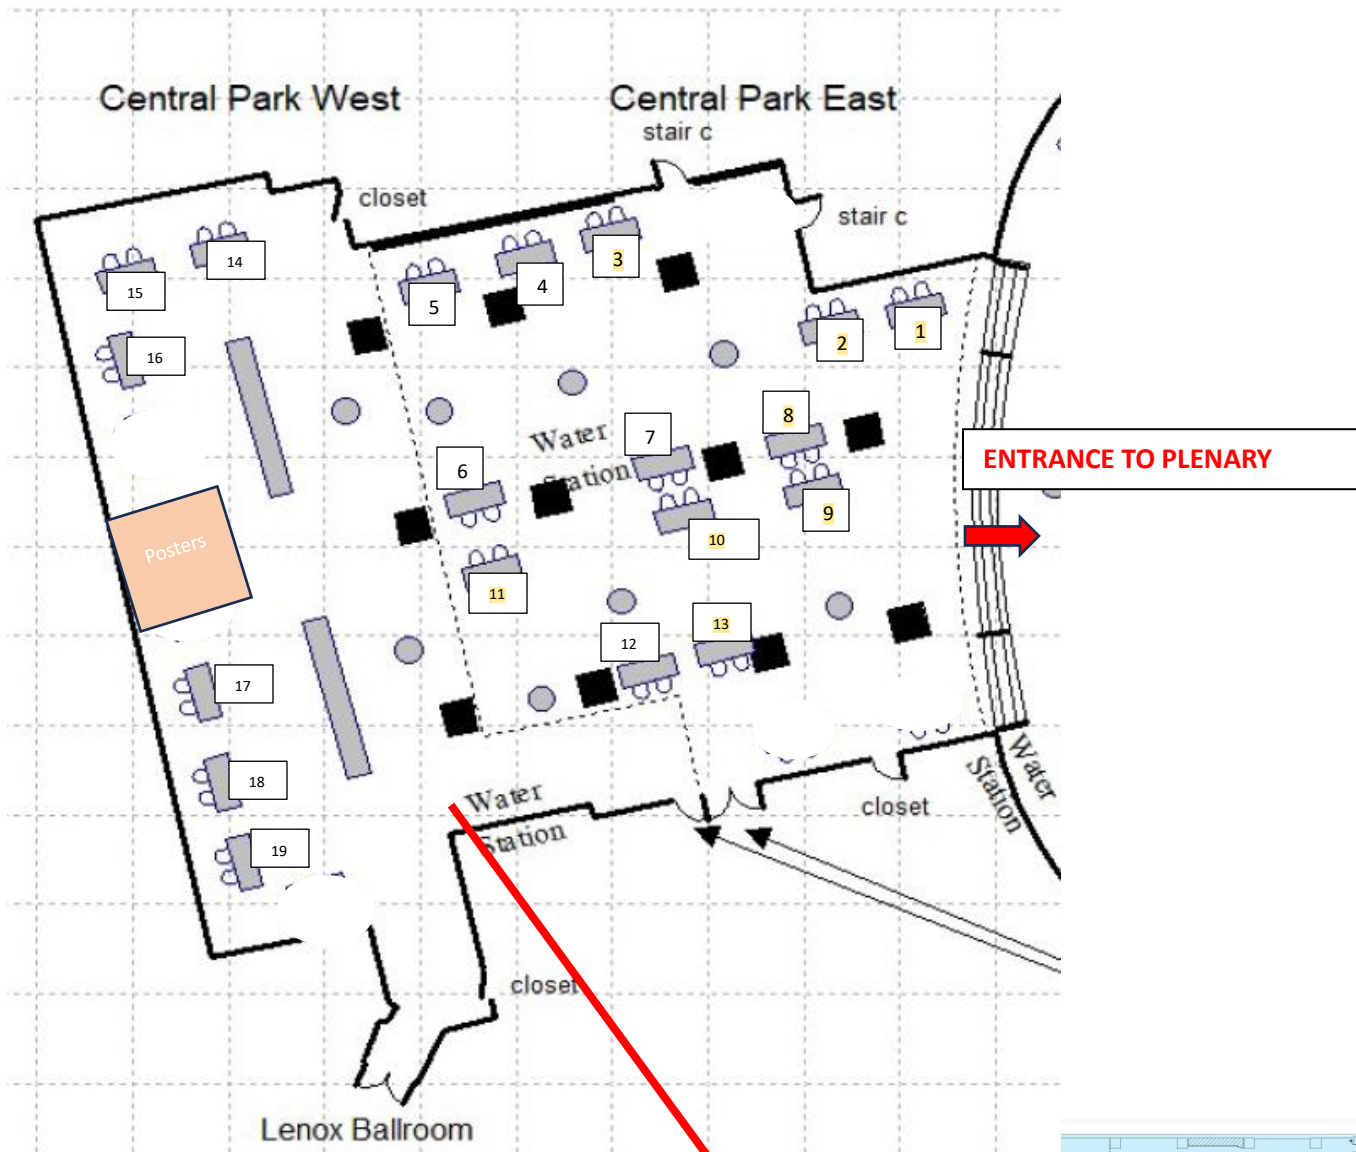 Central Park West
Central Park East
stair c
closet
stair c
14
15
3
4
5
16
1
2
8
7
Water
Station
6
9
10
11
ENTRANCE TO PLENARY
Posters
13
12
17
18
19
Water
Station
closet
Water
Station
closet
Lenox Ballroom